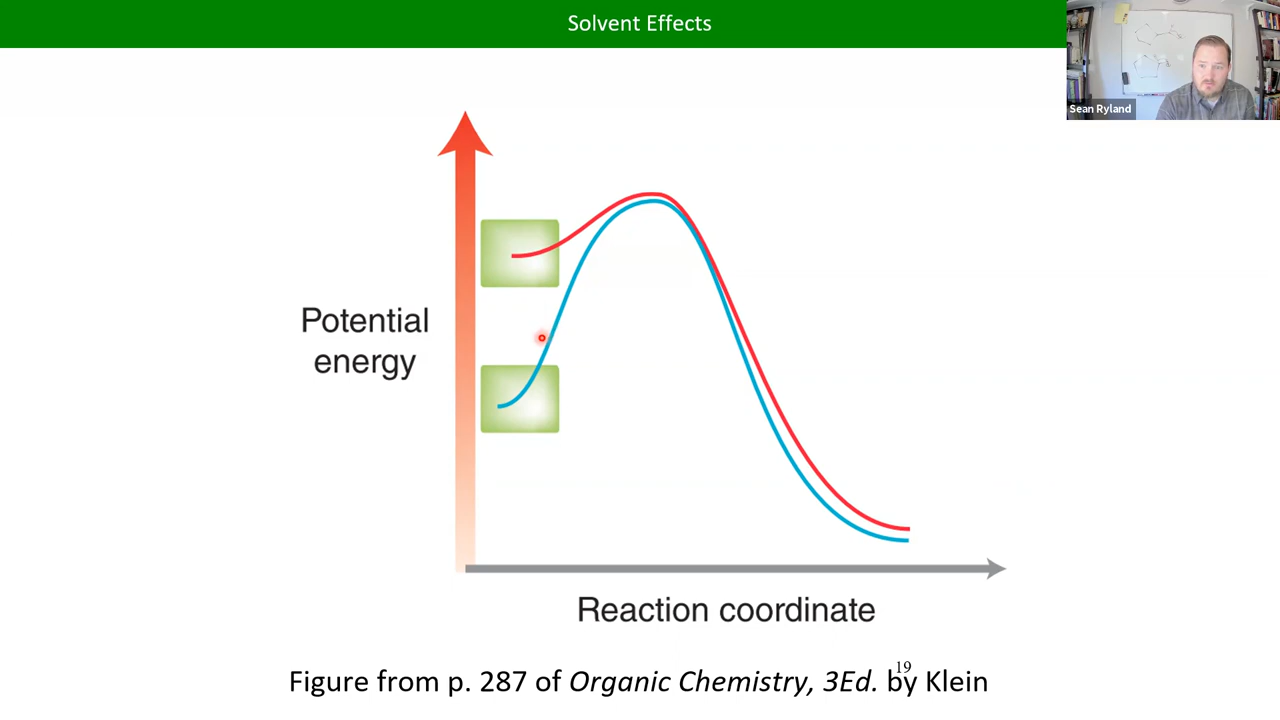 Solvent Effects
Sean Ryland
Potential
energy
Reaction coordinate
19
Figure from p. 287 of Organic Chemistry, 3Ed. by Klein